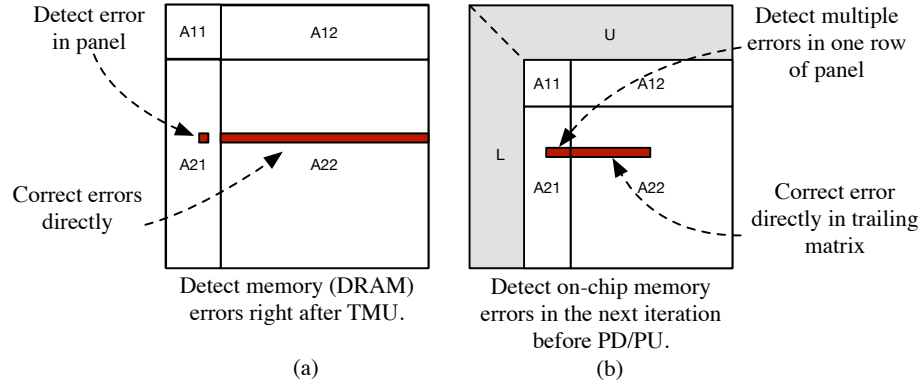 Detect error
in panel
A11
A12
A21
A22
Correct errors
directly
Detect memory (DRAM)
errors right after TMU.
(a)
Detect multiple
errors in one row
of panel
U
A11
A12
L
A21
A22
Correct error
directly in trailing
matrix
Detect on-chip memory
errors in the next iteration
before PD/PU.
(b)